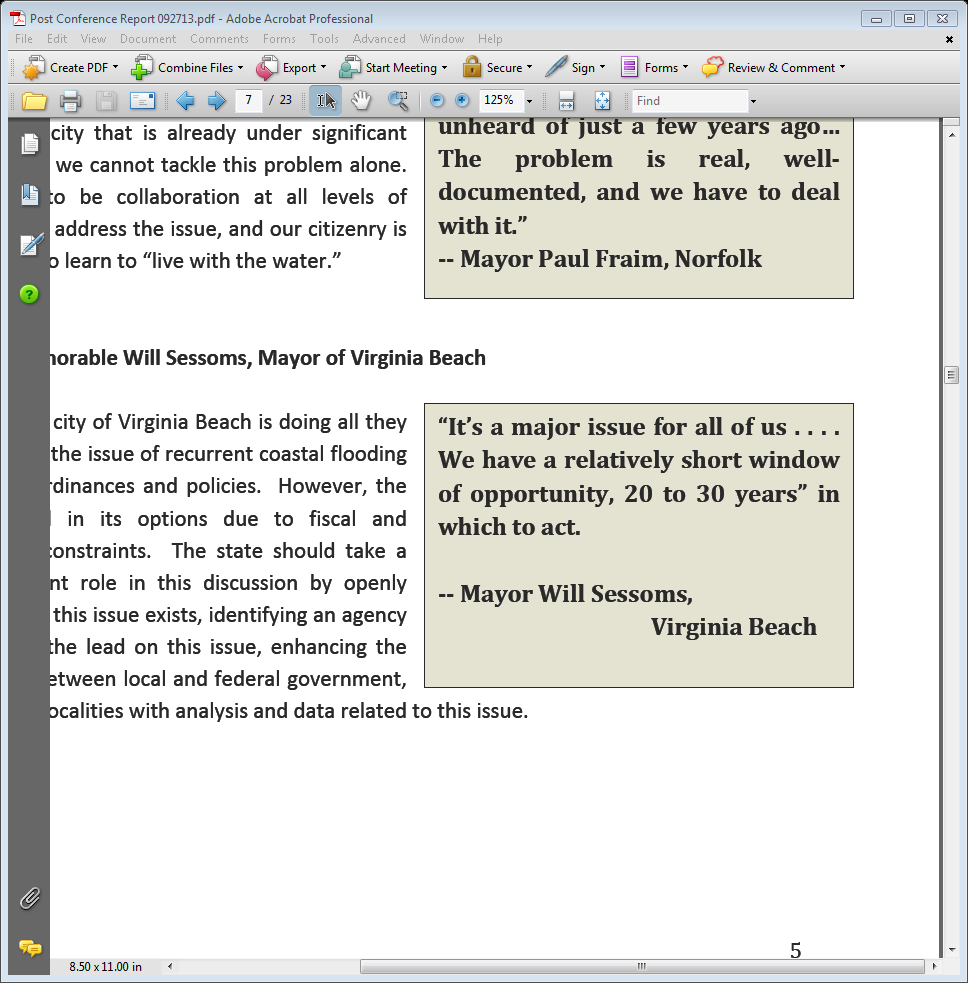 Post Conference Report 092713.pdf - Adobe Acrobat Professional
File Edit View Document Comments Forms Tools Advanced Window Help
Create PDF Combine Files Export Start Meeting Secure Sign Forms Review & Comment
7 / 23 125% Find
city that is already under significant
we cannot tackle this problem alone.
to be collaboration at all levels of
address the issue, and our citizenry is
o learn to “live with the water.”
unheard of just a few years ago…
The problem is real, well-
documented, and we have to deal
with it.”
-- Mayor Paul Fraim, Norfolk
norable Will Sessoms, Mayor of Virginia Beach
city of Virginia Beach is doing all they
the issue of recurrent coastal flooding
rdinances and policies. However, the
in its options due to fiscal and
constraints. The state should take a
nt role in this discussion by openly
this issue exists, identifying an agency
the lead on this issue, enhancing the
etween local and federal government,
ocalities with analysis and data related to this issue.
“It’s a major issue for all of us . . . .
We have a relatively short window
of opportunity, 20 to 30 years” in
which to act.
-- Mayor Will Sessoms,
Virginia Beach
5
8.50 x 11.00 in